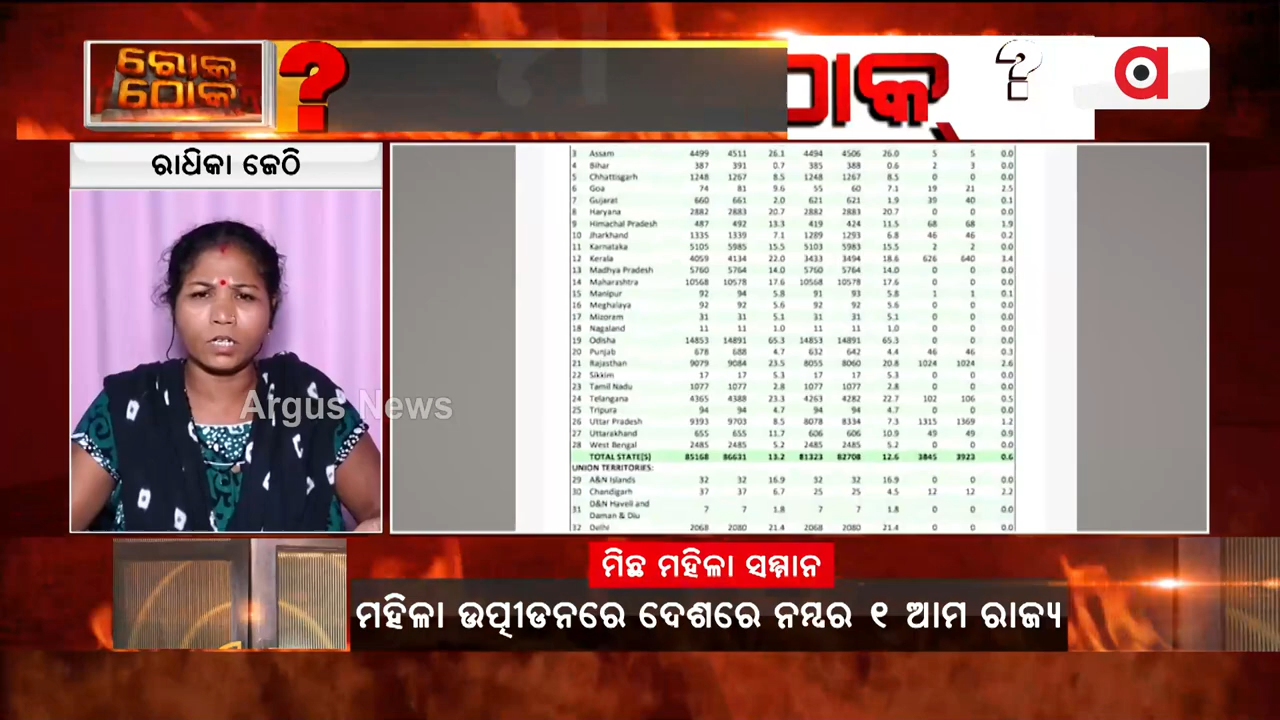 ରୋକ୍
ଠୋକ୍
?
ଠୋକ୍ ?
a
ରାଧିକା ଜେଠି
3 Assam 4499 4511 26.1 4494 4506 26.0 5 5 0.0
4 Bihar 387 391 0.7 385 388 0.6 2 3 0.0
5 Chhattisgarh 1248 1267 8.5 1248 1267 8.5 0 0 0.0
6 Goa 74 81 9.6 55 60 7.1 19 21 2.5
7 Gujarat 660 661 2.0 621 621 1.9 39 40 0.1
8 Haryana 2882 2883 20.7 2882 2883 20.7 0 0 0.0
9 Himachal Pradesh 487 492 13.3 419 424 11.5 68 68 1.9
10 Jharkhand 1335 1339 7.1 1289 1293 6.8 46 46 0.2
11 Karnataka 5105 5985 15.5 5103 5983 15.5 2 2 0.0
12 Kerala 4059 4134 22.0 3433 3494 18.6 626 640 3.4
13 Madhya Pradesh 5760 5764 14.0 5760 5764 14.0 0 0 0.0
14 Maharashtra 10568 10578 17.6 10568 10578 17.6 0 0 0.0
15 Manipur 92 94 5.8 91 93 5.8 1 1 0.1
16 Meghalaya 92 92 5.6 92 92 5.6 0 0 0.0
17 Mizoram 31 31 5.1 31 31 5.1 0 0 0.0
18 Nagaland 11 11 1.0 11 11 1.0 0 0 0.0
19 Odisha 14853 14891 65.3 14853 14891 65.3 0 0 0.0
20 Punjab 678 688 4.7 632 642 4.4 46 46 0.3
21 Rajasthan 9079 9084 23.5 8055 8060 20.8 1024 1024 2.6
22 Sikkim 17 17 5.3 17 17 5.3 0 0 0.0
23 Tamil Nadu 1077 1077 2.8 1077 1077 2.8 0 0 0.0
24 Telangana 4365 4388 23.3 4263 4282 22.7 102 106 0.5
25 Tripura 94 94 4.7 94 94 4.7 0 0 0.0
26 Uttar Pradesh 9393 9703 8.5 8078 8334 7.3 1315 1369 1.2
27 Uttarakhand 655 655 11.7 606 606 10.9 49 49 0.9
28 West Bengal 2485 2485 5.2 2485 2485 5.2 0 0 0.0
TOTAL STATE(S) 85168 86631 13.2 81323 82708 12.6 3845 3923 0.6
UNION TERRITORIES:
29 A&N Islands 32 32 16.9 32 32 16.9 0 0 0.0
30 Chandigarh 37 37 6.7 25 25 4.5 12 12 2.2
31 D&N Haveli and Daman & Diu 7 7 1.8 7 7 1.8 0 0 0.0
32 Delhi 2068 2080 21.4 2068 2080 21.4 0 0 0.0
Argus News
ମିଛ ମହିଳା ସମ୍ମାନ
ମହିଳା ଉତ୍ପୀଡନରେ ଦେଶରେ ନମ୍ବର ୧ ଆମ ରାଜ୍ୟ